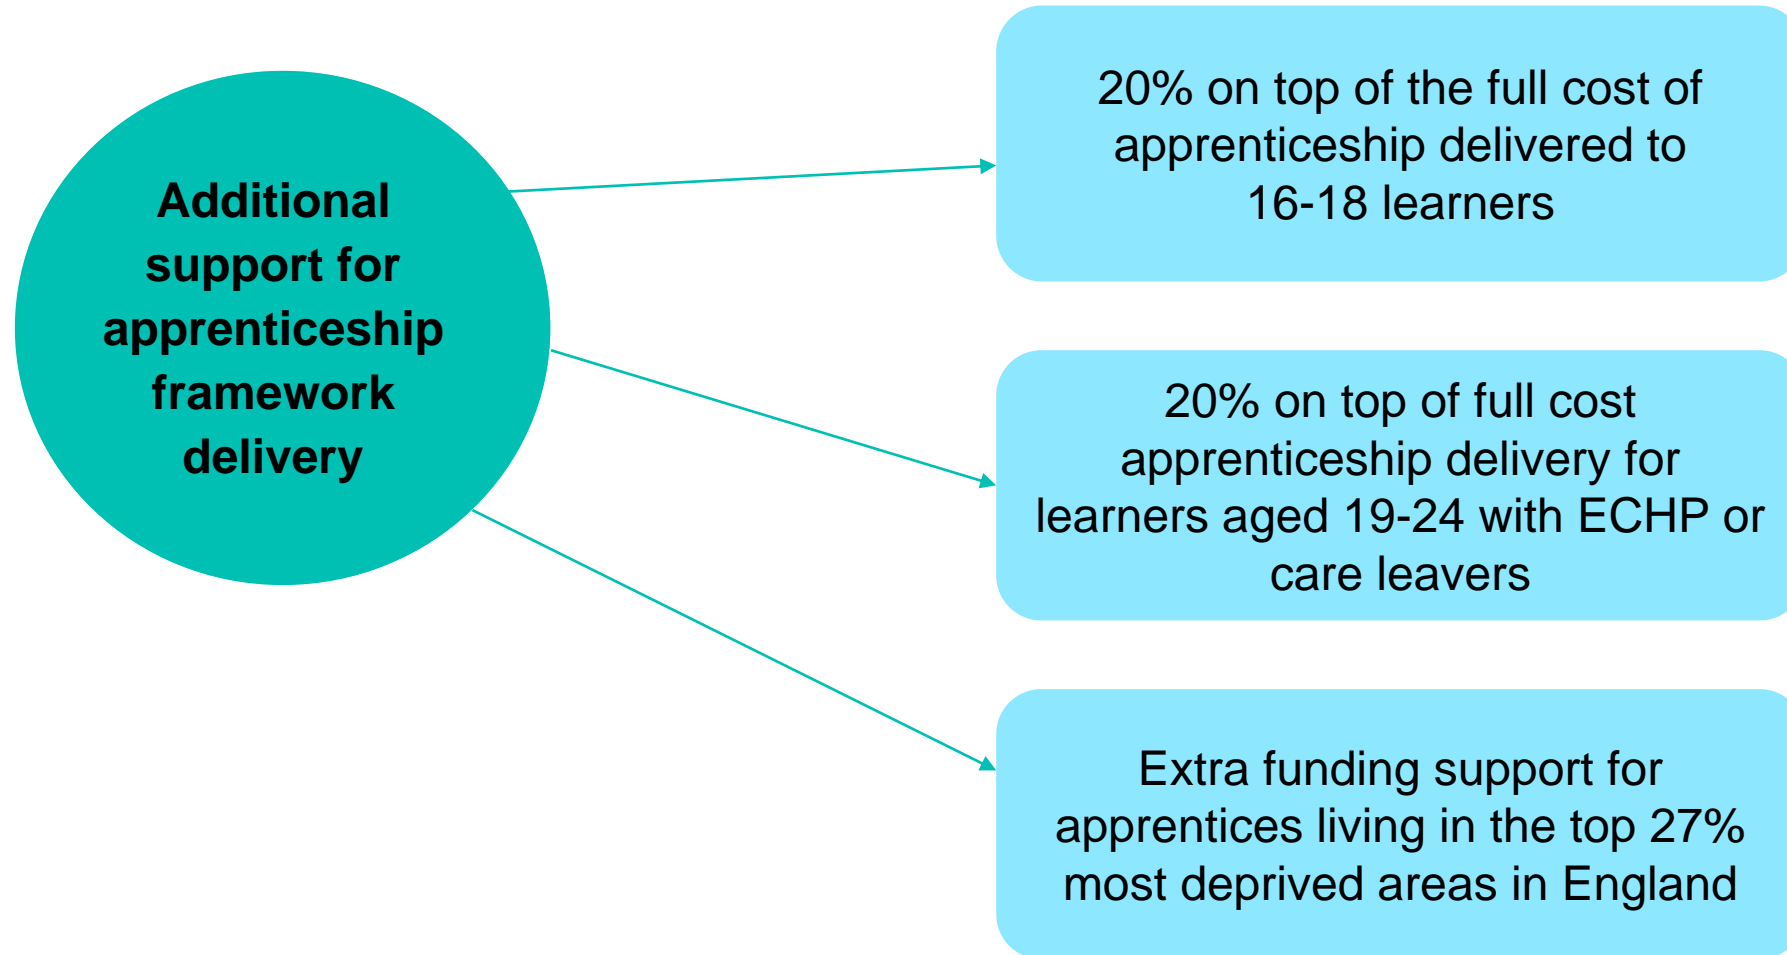 Additional
support for
apprenticeship
framework
delivery
20% on top of the full cost of
apprenticeship delivered to
16-18 learners
20% on top of full cost
apprenticeship delivery for
learners aged 19-24 with ECHP or
care leavers
Extra funding support for
apprentices living in the top 27%
most deprived areas in England